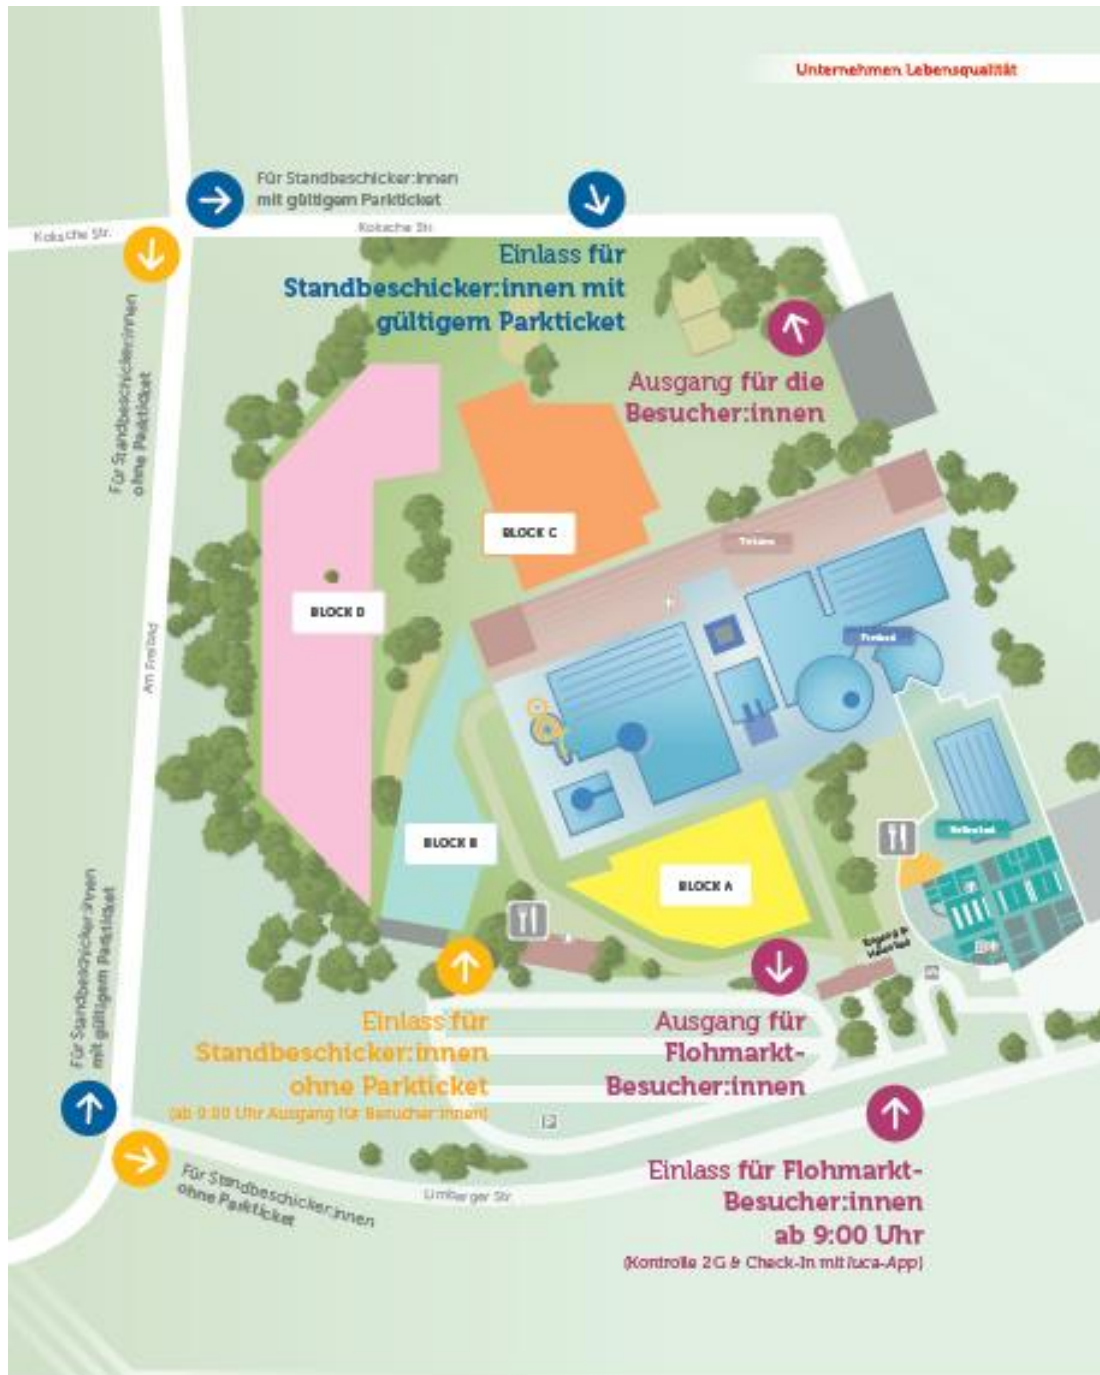 Unternehmen Lebensqualität
Für Standbeschicker:innen
mit gültigem Parkticket
Koksche Str.
Koksche Str.
Einlass für
Standbeschicker:innen mit
gültigem Parkticket
Für Standbeschicker:innen
ohne Parkticket
Ausgang für die
Besucher:innen
BLOCK C
Tribüne
BLOCK D
Freibad
Am Freibad
Hallenbad
BLOCK B
BLOCK A
Für Standbeschicker:innen
mit gültigem Parkticket
Einlass für
Standbeschicker:innen
ohne Parkticket
(ab 9:00 Uhr Ausgang für Besucher:innen)
Ausgang für
Flohmarkt-
Besucher:innen
P
Für Standbeschicker:innen
ohne Parkticket
Limberger Str.
Einlass für Flohmarkt-
Besucher:innen
ab 9:00 Uhr
(Kontrolle 2G & Check-In mit luca-App)